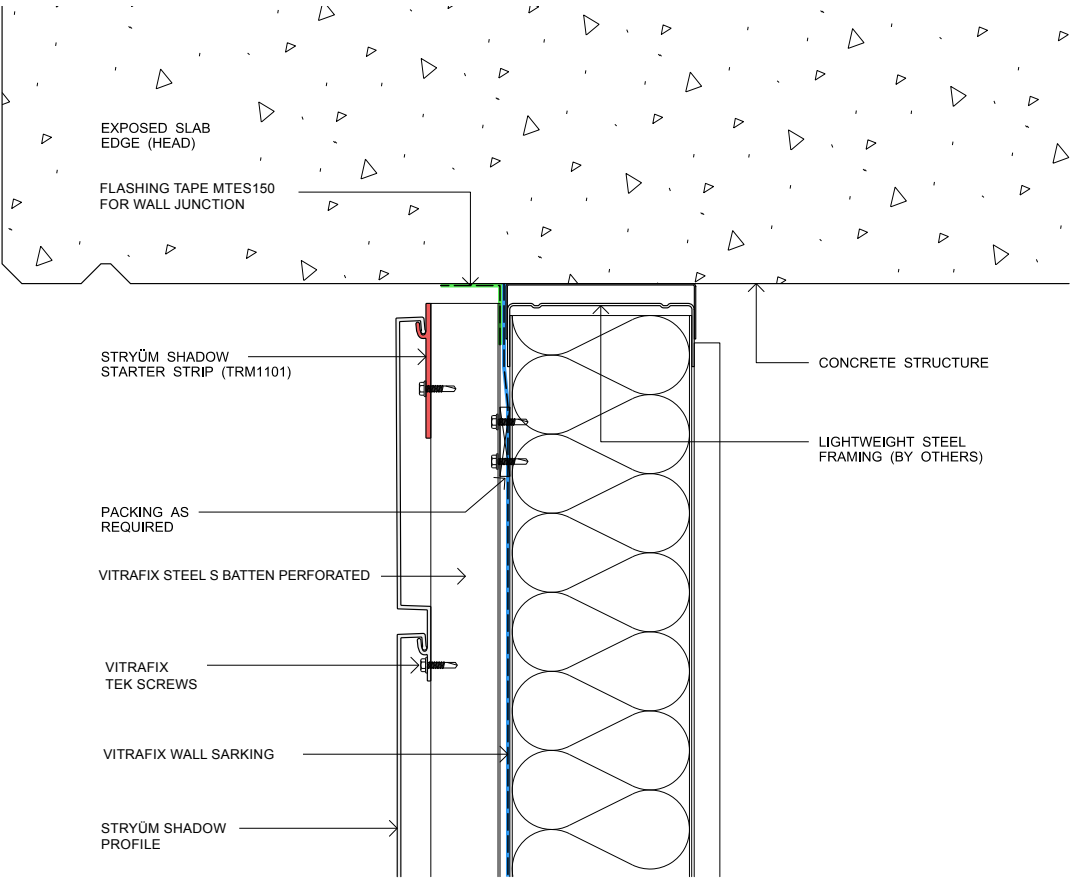 EXPOSED SLAB
EDGE (HEAD)
FLASHING TAPE MTES150
FOR WALL JUNCTION
STRYÜM SHADOW
STARTER STRIP (TRM1101)
CONCRETE STRUCTURE
LIGHTWEIGHT STEEL
FRAMING (BY OTHERS)
PACKING AS
REQUIRED
VITRAFIX STEEL S BATTEN PERFORATED
VITRAFIX
TEK SCREWS
VITRAFIX WALL SARKING
STRYÜM SHADOW
PROFILE